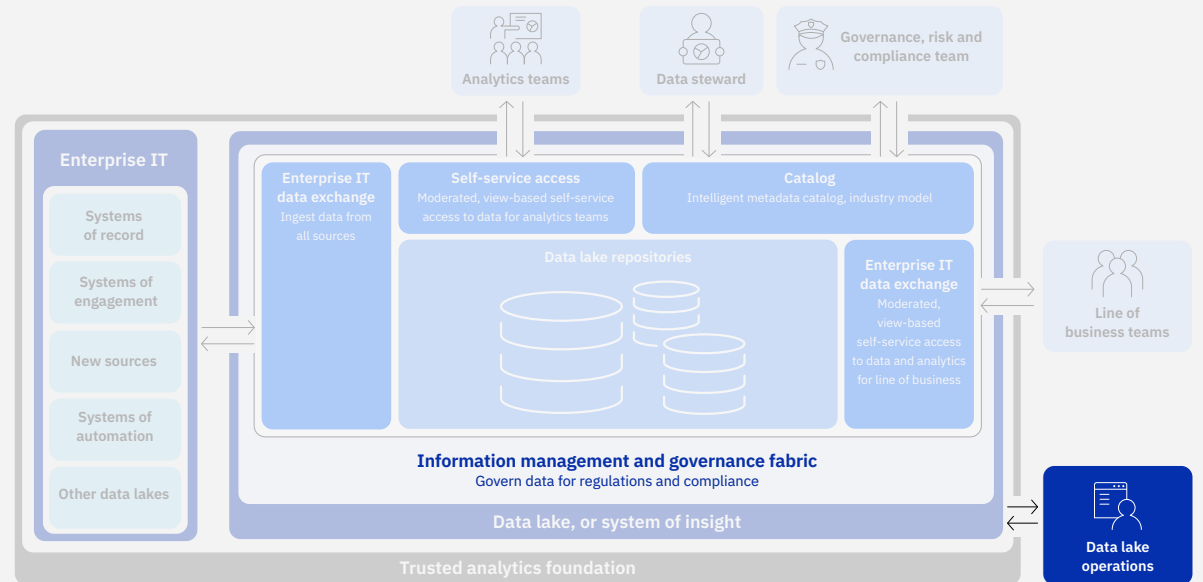 Analytics teams
Data steward
Governance, risk and
compliance team
Enterprise IT
Systems
of record
Systems of
engagement
New sources
Systems of
automation
Other data lakes
Enterprise IT
data exchange
Ingest data from
all sources
Self-service access
Moderated, view-based self-service
access to data for analytics teams
Catalog
Intelligent metadata catalog, industry model
Data lake repositories
Enterprise IT
data exchange
Moderated,
view-based
self-service access
to data and analytics
for line of business
Line of
business teams
Information management and governance fabric
Govern data for regulations and compliance
Data lake, or system of insight
Data lake
operations
Trusted analytics foundation